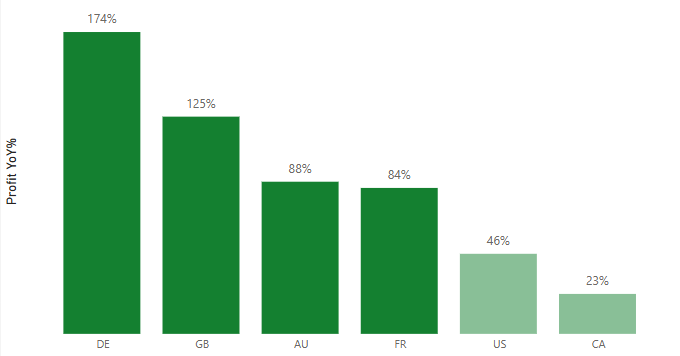 174%
125%
88%
84%
46%
23%
Profit YoY%
DE
GB
AU
FR
US
CA